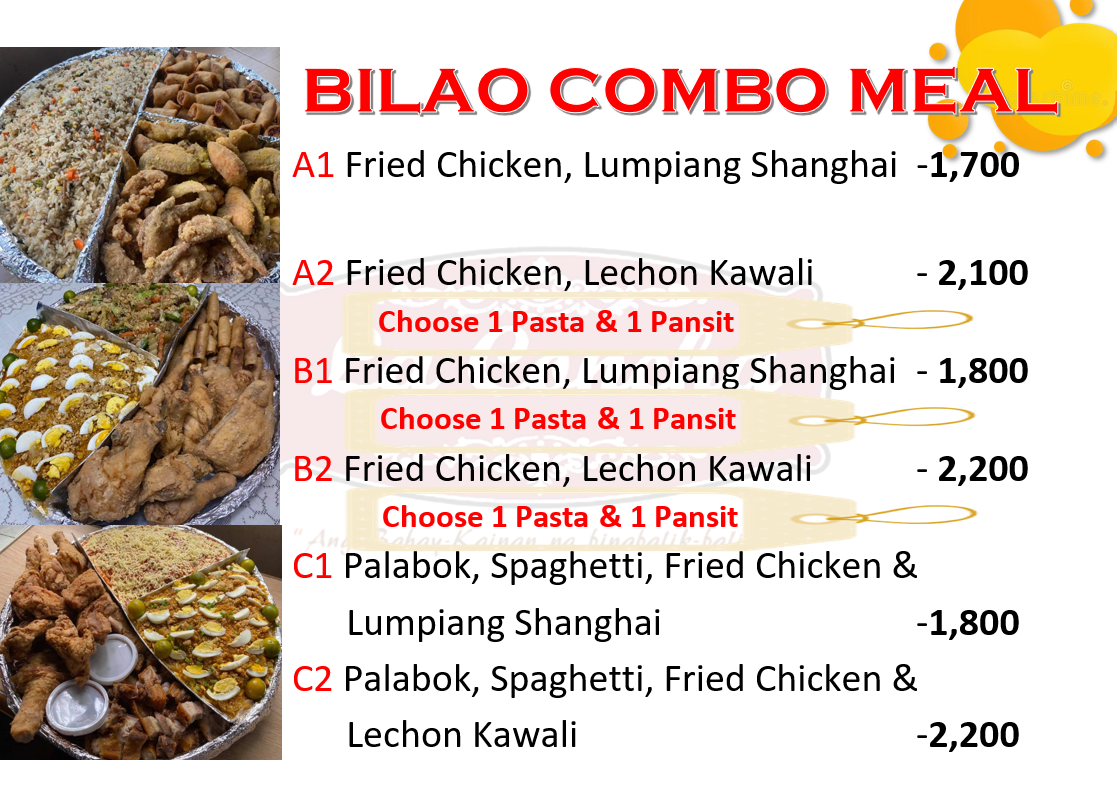 BILAO COMBO MEAL
A1 Fried Chicken, Lumpiang Shanghai -1,700
A2 Fried Chicken, Lechon Kawali - 2,100
Choose 1 Pasta & 1 Pansit
B1 Fried Chicken, Lumpiang Shanghai - 1,800
Choose 1 Pasta & 1 Pansit
B2 Fried Chicken, Lechon Kawali - 2,200
Choose 1 Pasta & 1 Pansit
C1 Palabok, Spaghetti, Fried Chicken &
Lumpiang Shanghai -1,800
C2 Palabok, Spaghetti, Fried Chicken &
Lechon Kawali -2,200